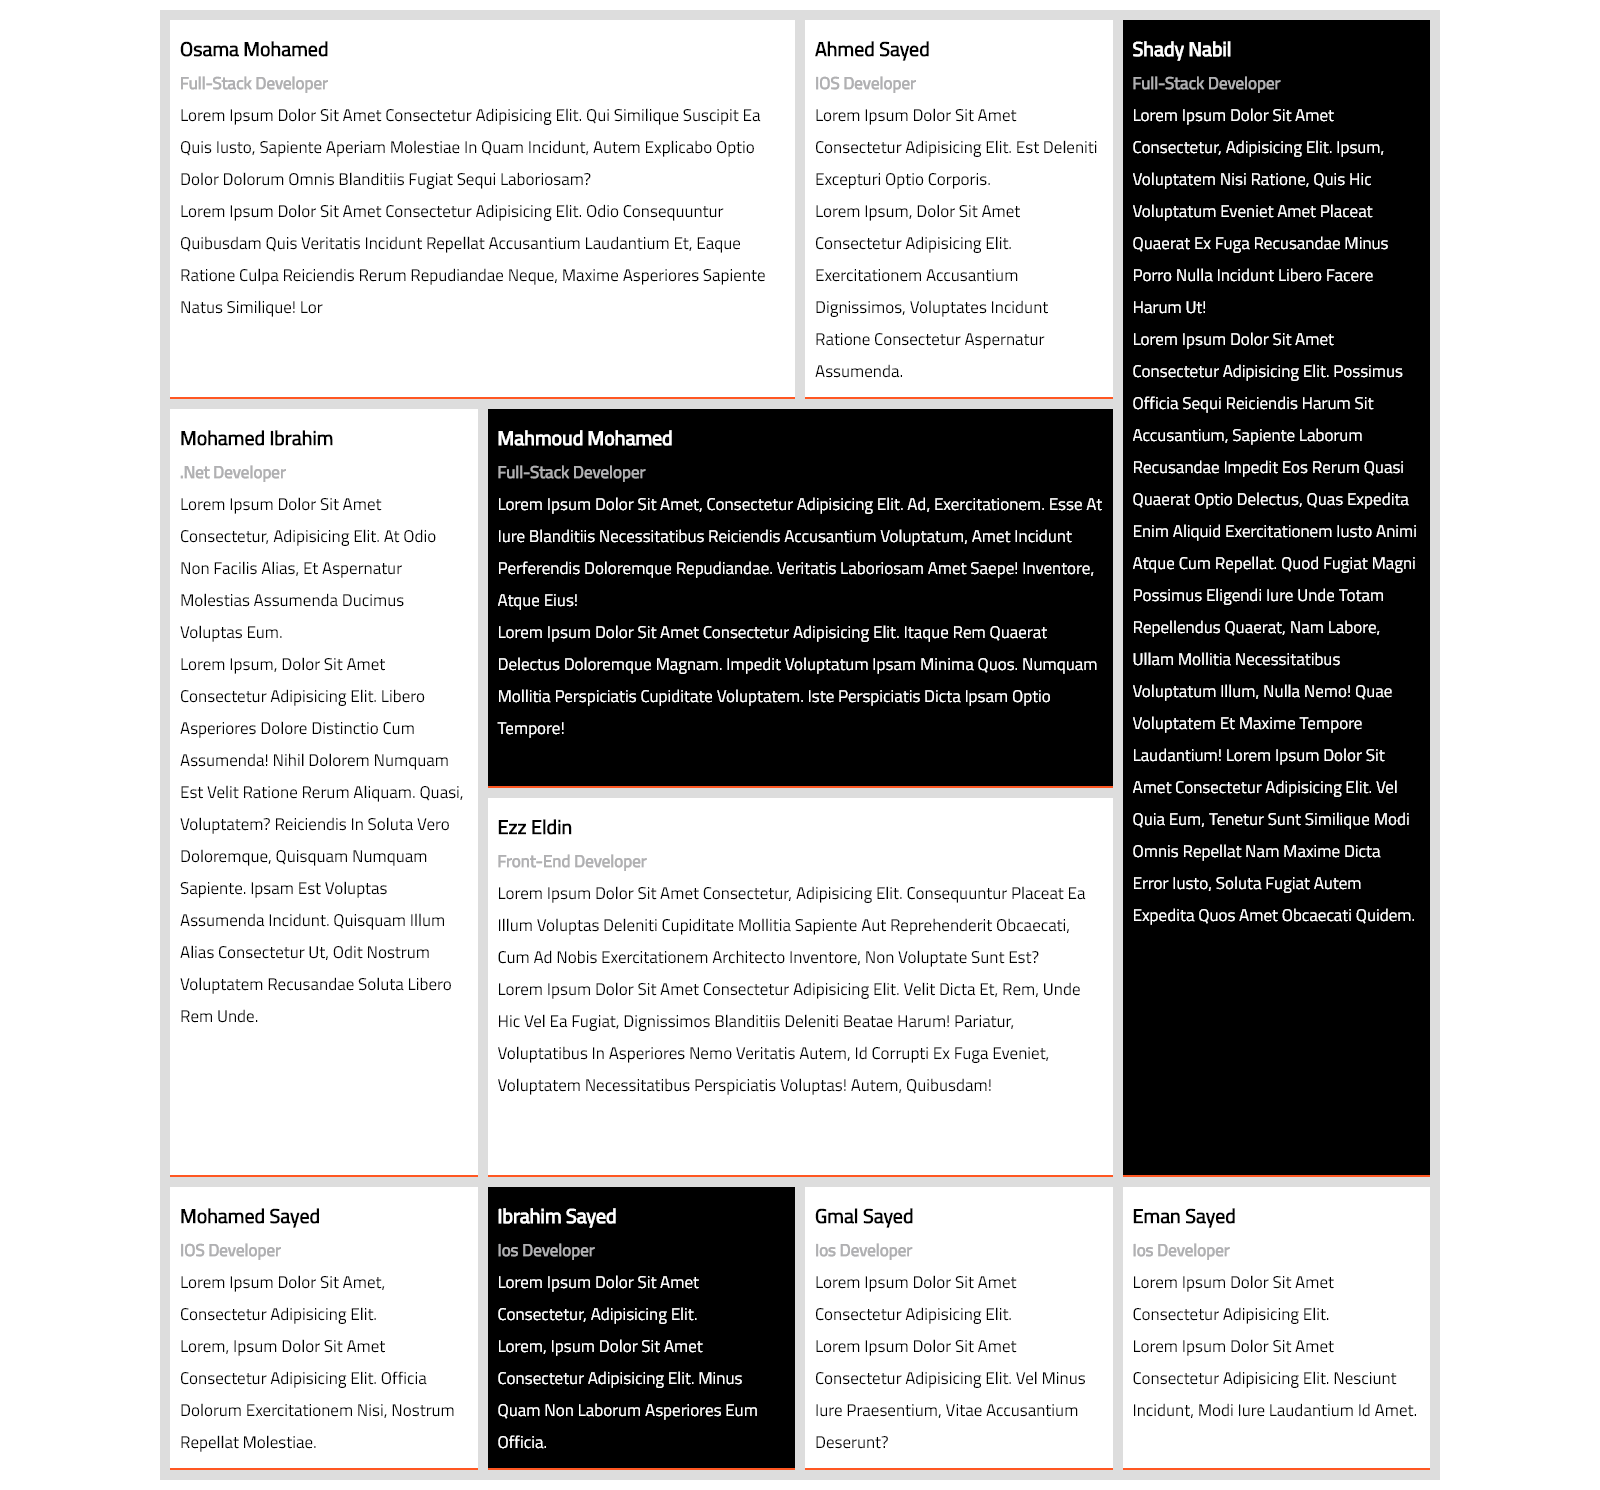 Osama Mohamed
Full-Stack Developer
Lorem Ipsum Dolor Sit Amet Consectetur Adipisicing Elit. Qui Similique Suscipit Ea
Quis Iusto, Sapiente Aperiam Molestiae In Quam Incidunt, Autem Explicabo Optio
Dolor Dolorum Omnis Blanditiis Fugiat Sequi Laboriosam?
Lorem Ipsum Dolor Sit Amet Consectetur Adipisicing Elit. Odio Consequuntur
Quibusdam Quis Veritatis Incidunt Repellat Accusantium Laudantium Et, Eaque
Ratione Culpa Reiciendis Rerum Repudiandae Neque, Maxime Asperiores Sapiente
Natus Similique! Lor
Ahmed Sayed
IOS Developer
Lorem Ipsum Dolor Sit Amet
Consectetur Adipisicing Elit. Est Deleniti
Excepturi Optio Corporis.
Lorem Ipsum, Dolor Sit Amet
Consectetur Adipisicing Elit.
Exercitationem Accusantium
Dignissimos, Voluptates Incidunt
Ratione Consectetur Aspernatur
Assumenda.
Shady Nabil
Full-Stack Developer
Lorem Ipsum Dolor Sit Amet
Consectetur, Adipisicing Elit. Ipsum,
Voluptatem Nisi Ratione, Quis Hic
Voluptatum Eveniet Amet Placeat
Quaerat Ex Fuga Recusandae Minus
Porro Nulla Incidunt Libero Facere
Harum Ut!
Lorem Ipsum Dolor Sit Amet
Consectetur Adipisicing Elit. Possimus
Officia Sequi Reiciendis Harum Sit
Accusantium, Sapiente Laborum
Recusandae Impedit Eos Rerum Quasi
Quaerat Optio Delectus, Quas Expedita
Enim Aliquid Exercitationem Iusto Animi
Atque Cum Repellat. Quod Fugiat Magni
Possimus Eligendi Iure Unde Totam
Repellendus Quaerat, Nam Labore,
Ullam Mollitia Necessitatibus
Voluptatum Illum, Nulla Nemo! Quae
Voluptatem Et Maxime Tempore
Laudantium! Lorem Ipsum Dolor Sit
Amet Consectetur Adipisicing Elit. Vel
Quia Eum, Tenetur Sunt Similique Modi
Omnis Repellat Nam Maxime Dicta
Error Iusto, Soluta Fugiat Autem
Expedita Quos Amet Obcaecati Quidem.
Mohamed Ibrahim
.Net Developer
Lorem Ipsum Dolor Sit Amet
Consectetur, Adipisicing Elit. At Odio
Non Facilis Alias, Et Aspernatur
Molestias Assumenda Ducimus
Voluptas Eum.
Lorem Ipsum, Dolor Sit Amet
Consectetur Adipisicing Elit. Libero
Asperiores Dolore Distinctio Cum
Assumenda! Nihil Dolorem Numquam
Est Velit Ratione Rerum Aliquam. Quasi,
Voluptatem? Reiciendis In Soluta Vero
Doloremque, Quisquam Numquam
Sapiente. Ipsam Est Voluptas
Assumenda Incidunt. Quisquam Illum
Alias Consectetur Ut, Odit Nostrum
Voluptatem Recusandae Soluta Libero
Rem Unde.
Mahmoud Mohamed
Full-Stack Developer
Lorem Ipsum Dolor Sit Amet, Consectetur Adipisicing Elit. Ad, Exercitationem. Esse At
Iure Blanditiis Necessitatibus Reiciendis Accusantium Voluptatum, Amet Incidunt
Perferendis Doloremque Repudiandae. Veritatis Laboriosam Amet Saepe! Inventore,
Atque Eius!
Lorem Ipsum Dolor Sit Amet Consectetur Adipisicing Elit. Itaque Rem Quaerat
Delectus Doloremque Magnam. Impedit Voluptatum Ipsam Minima Quos. Numquam
Mollitia Perspiciatis Cupiditate Voluptatem. Iste Perspiciatis Dicta Ipsam Optio
Tempore!
Ezz Eldin
Front-End Developer
Lorem Ipsum Dolor Sit Amet Consectetur, Adipisicing Elit. Consequuntur Placeat Ea
Illum Voluptas Deleniti Cupiditate Mollitia Sapiente Aut Reprehenderit Obcaecati,
Cum Ad Nobis Exercitationem Architecto Inventore, Non Voluptate Sunt Est?
Lorem Ipsum Dolor Sit Amet Consectetur Adipisicing Elit. Velit Dicta Et, Rem, Unde
Hic Vel Ea Fugiat, Dignissimos Blanditiis Deleniti Beatae Harum! Pariatur,
Voluptatibus In Asperiores Nemo Veritatis Autem, Id Corrupti Ex Fuga Eveniet,
Voluptatem Necessitatibus Perspiciatis Voluptas! Autem, Quibusdam!
Mohamed Sayed
IOS Developer
Lorem Ipsum Dolor Sit Amet,
Consectetur Adipisicing Elit.
Lorem, Ipsum Dolor Sit Amet
Consectetur Adipisicing Elit. Officia
Dolorum Exercitationem Nisi, Nostrum
Repellat Molestiae.
Ibrahim Sayed
Ios Developer
Lorem Ipsum Dolor Sit Amet
Consectetur, Adipisicing Elit.
Lorem, Ipsum Dolor Sit Amet
Consectetur Adipisicing Elit. Minus
Quam Non Laborum Asperiores Eum
Officia.
Gmal Sayed
Ios Developer
Lorem Ipsum Dolor Sit Amet
Consectetur Adipisicing Elit.
Lorem Ipsum Dolor Sit Amet
Consectetur Adipisicing Elit. Vel Minus
Iure Praesentium, Vitae Accusantium
Deserunt?
Eman Sayed
Ios Developer
Lorem Ipsum Dolor Sit Amet
Consectetur Adipisicing Elit.
Lorem Ipsum Dolor Sit Amet
Consectetur Adipisicing Elit. Nesciunt
Incidunt, Modi Iure Laudantium Id Amet.